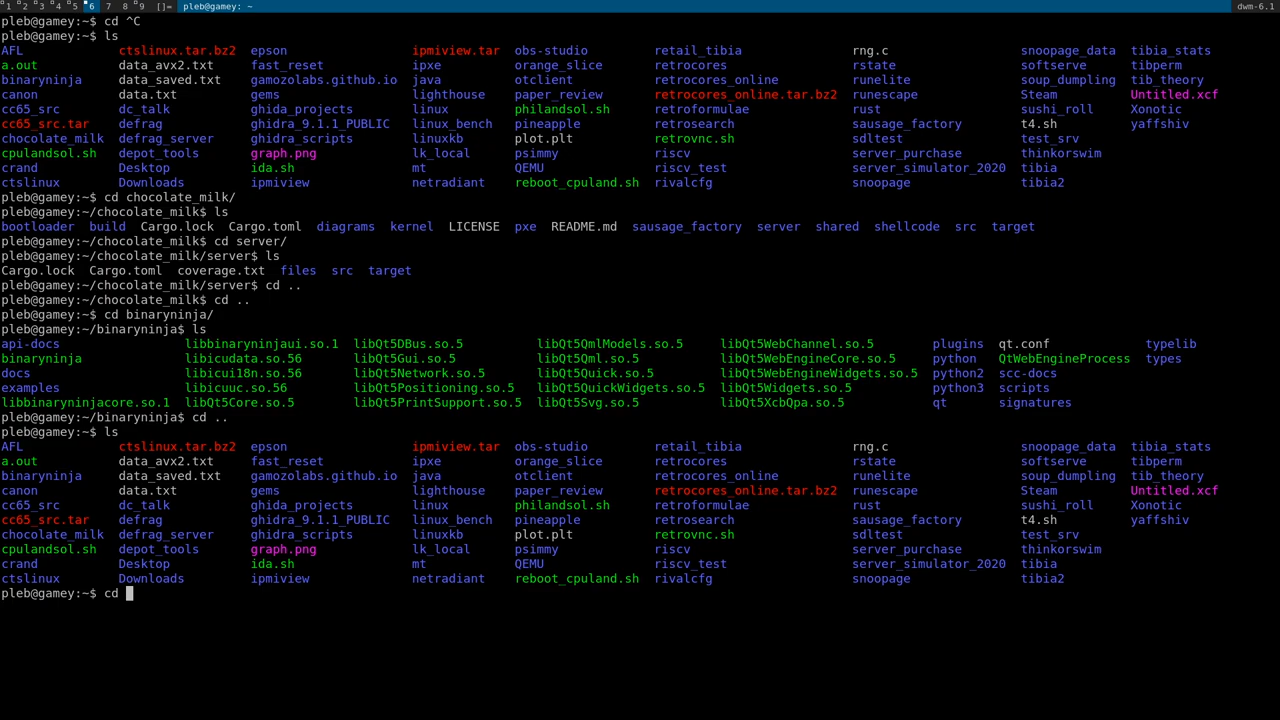 1 2 3 4 5 6 7 8 9 []= pleb@gamey: ~ dwm-6.1
pleb@gamey:~$ cd ^C
pleb@gamey:~$ ls
AFL ctslinux.tar.bz2 epson ipmiview.tar obs-studio retail_tibia rng.c snoopage_data tibia_stats
a.out data_avx2.txt fast_reset ipxe orange_slice retrocores rstate softserve tibperm
binaryninja data_saved.txt gamozolabs.github.io java otclient retrocores_online runelite soup_dumpling tib_theory
canon data.txt gems lighthouse paper_review retrocores_online.tar.bz2 runescape Steam Untitled.xcf
cc65_src dc_talk ghida_projects linux philandsol.sh retroformulae rust sushi_roll Xonotic
cc65_src.tar defrag ghidra_9.1.1_PUBLIC linux_bench pineapple retrosearch sausage_factory t4.sh yaffshiv
chocolate_milk defrag_server ghidra_scripts linuxkb plot.plt retrovnc.sh sdltest test_srv
cpulandsol.sh depot_tools graph.png lk_local psimmy riscv server_purchase thinkorswim
crand Desktop ida.sh mt QEMU riscv_test server_simulator_2020 tibia
ctslinux Downloads ipmiview netradiant reboot_cpuland.sh rivalcfg snoopage tibia2
pleb@gamey:~$ cd chocolate_milk/
pleb@gamey:~/chocolate_milk$ ls
bootloader build Cargo.lock Cargo.toml diagrams kernel LICENSE pxe README.md sausage_factory server shared shellcode src target
pleb@gamey:~/chocolate_milk$ cd server/
pleb@gamey:~/chocolate_milk/server$ ls
Cargo.lock Cargo.toml coverage.txt files src target
pleb@gamey:~/chocolate_milk/server$ cd ..
pleb@gamey:~/chocolate_milk$ cd ..
pleb@gamey:~$ cd binaryninja/
pleb@gamey:~/binaryninja$ ls
api-docs libbinaryninjaui.so.1 libQt5DBus.so.5 libQt5QmlModels.so.5 libQt5WebChannel.so.5 plugins qt.conf typelib
binaryninja libicudata.so.56 libQt5Gui.so.5 libQt5Qml.so.5 libQt5WebEngineCore.so.5 python QtWebEngineProcess types
docs libicui18n.so.56 libQt5Network.so.5 libQt5Quick.so.5 libQt5WebEngineWidgets.so.5 python2 scc-docs
examples libicuuc.so.56 libQt5Positioning.so.5 libQt5QuickWidgets.so.5 libQt5Widgets.so.5 python3 scripts
libbinaryninjacore.so.1 libQt5Core.so.5 libQt5PrintSupport.so.5 libQt5Svg.so.5 libQt5XcbQpa.so.5 qt signatures
pleb@gamey:~/binaryninja$ cd ..
pleb@gamey:~$ ls
AFL ctslinux.tar.bz2 epson ipmiview.tar obs-studio retail_tibia rng.c snoopage_data tibia_stats
a.out data_avx2.txt fast_reset ipxe orange_slice retrocores rstate softserve tibperm
binaryninja data_saved.txt gamozolabs.github.io java otclient retrocores_online runelite soup_dumpling tib_theory
canon data.txt gems lighthouse paper_review retrocores_online.tar.bz2 runescape Steam Untitled.xcf
cc65_src dc_talk ghida_projects linux philandsol.sh retroformulae rust sushi_roll Xonotic
cc65_src.tar defrag ghidra_9.1.1_PUBLIC linux_bench pineapple retrosearch sausage_factory t4.sh yaffshiv
chocolate_milk defrag_server ghidra_scripts linuxkb plot.plt retrovnc.sh sdltest test_srv
cpulandsol.sh depot_tools graph.png lk_local psimmy riscv server_purchase thinkorswim
crand Desktop ida.sh mt QEMU riscv_test server_simulator_2020 tibia
ctslinux Downloads ipmiview netradiant reboot_cpuland.sh rivalcfg snoopage tibia2
pleb@gamey:~$ cd